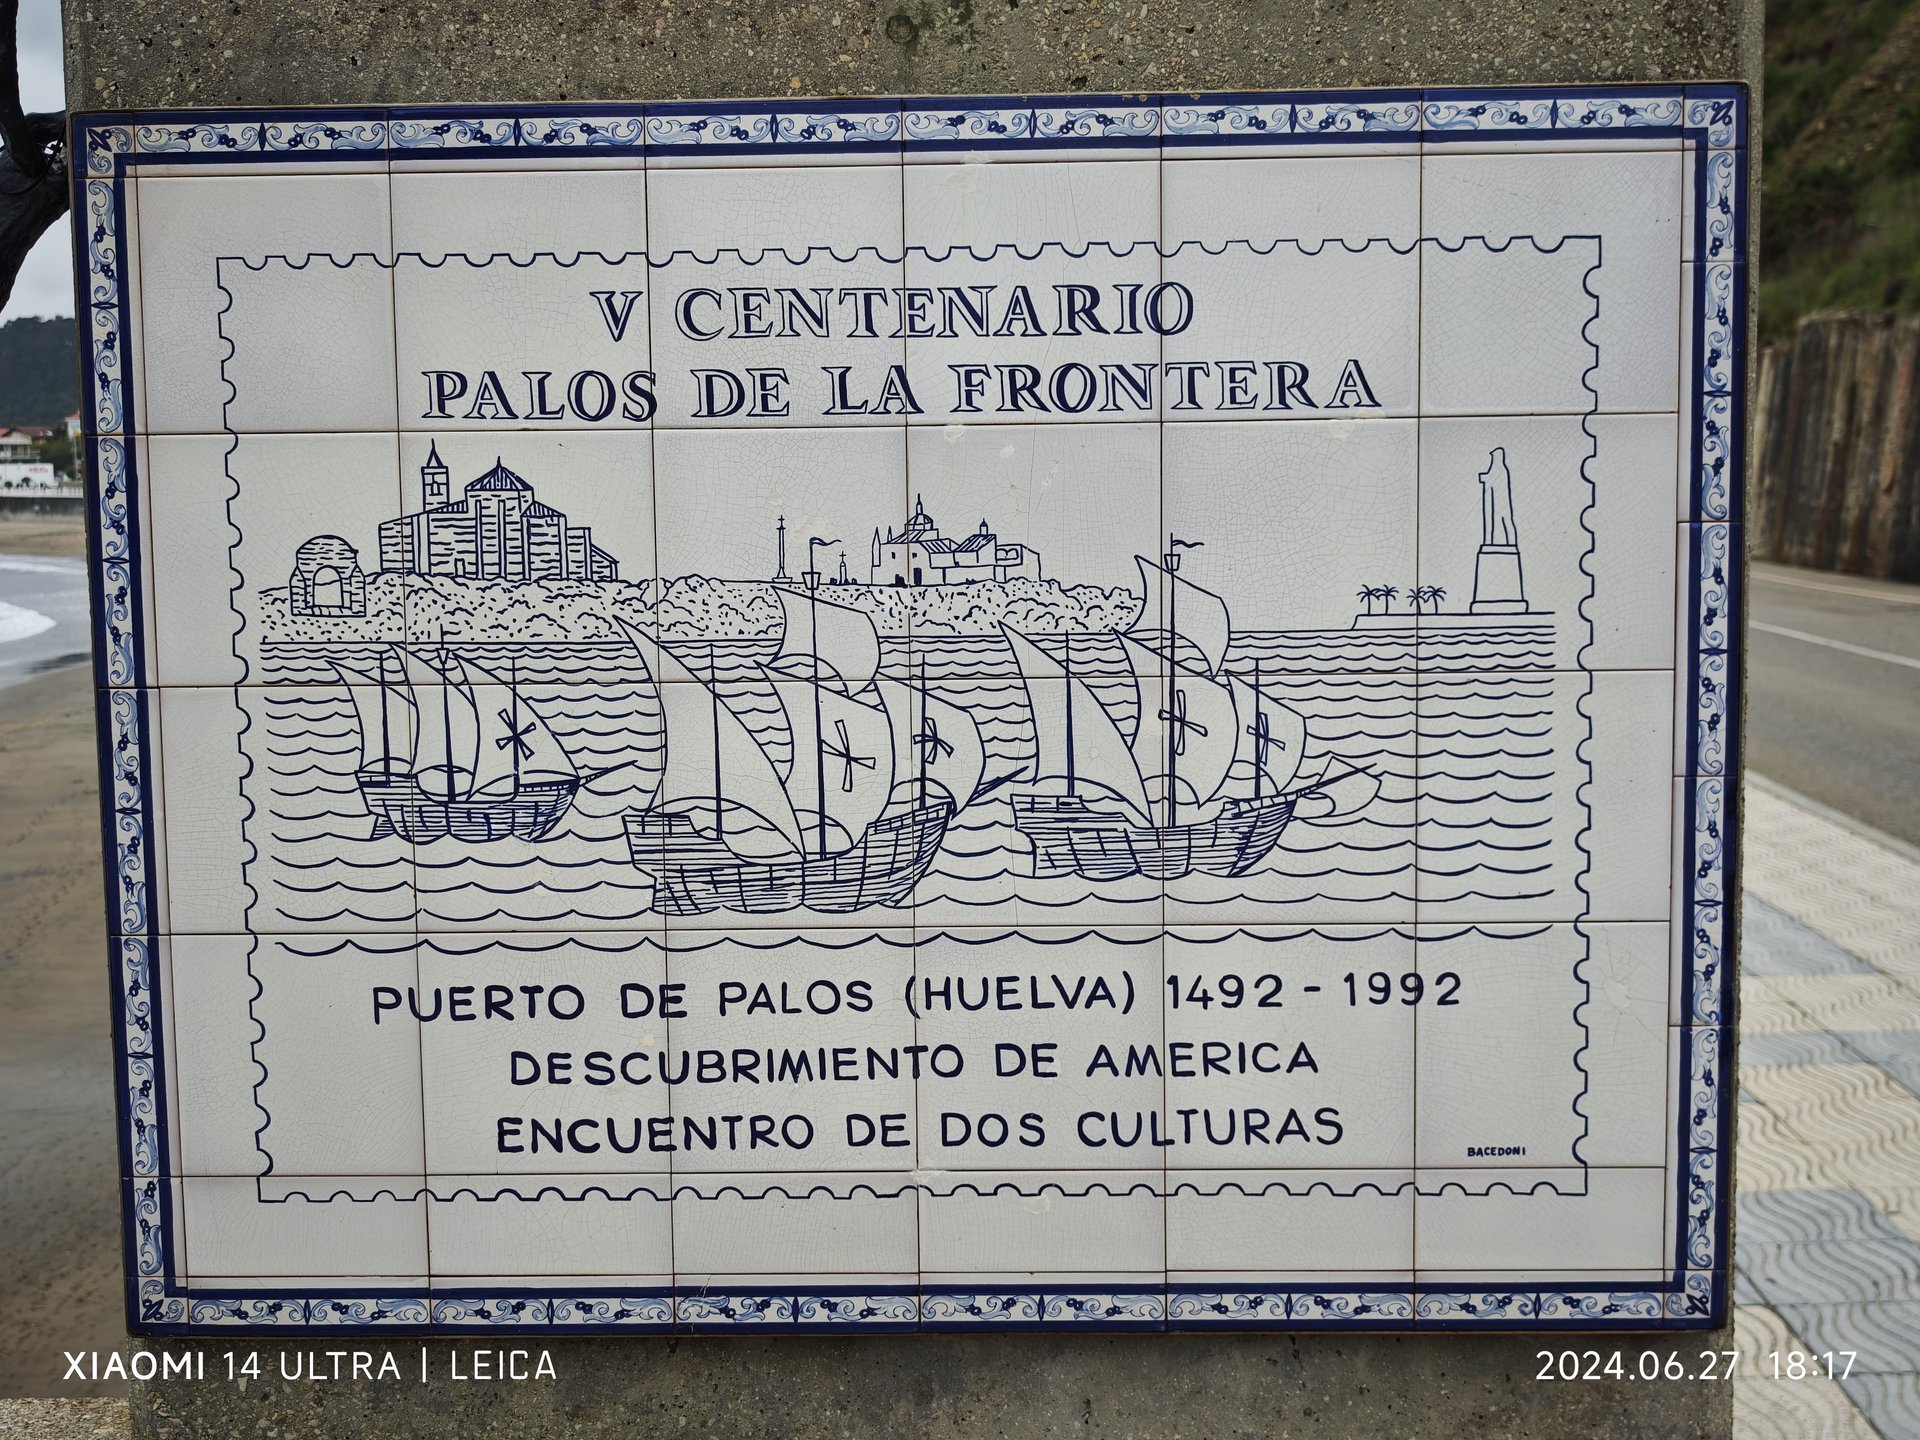 V CENTENARIO
PALOS DE LA FRONTERA
PUERTO DE PALOS (HUELVA) 1492 - 1992
DESCUBRIMIENTO DE AMERICA
ENCUENTRO DE DOS CULTURAS
BACEDONI
XIAOMI 14 ULTRA | LEICA
2024.06.27 18:17